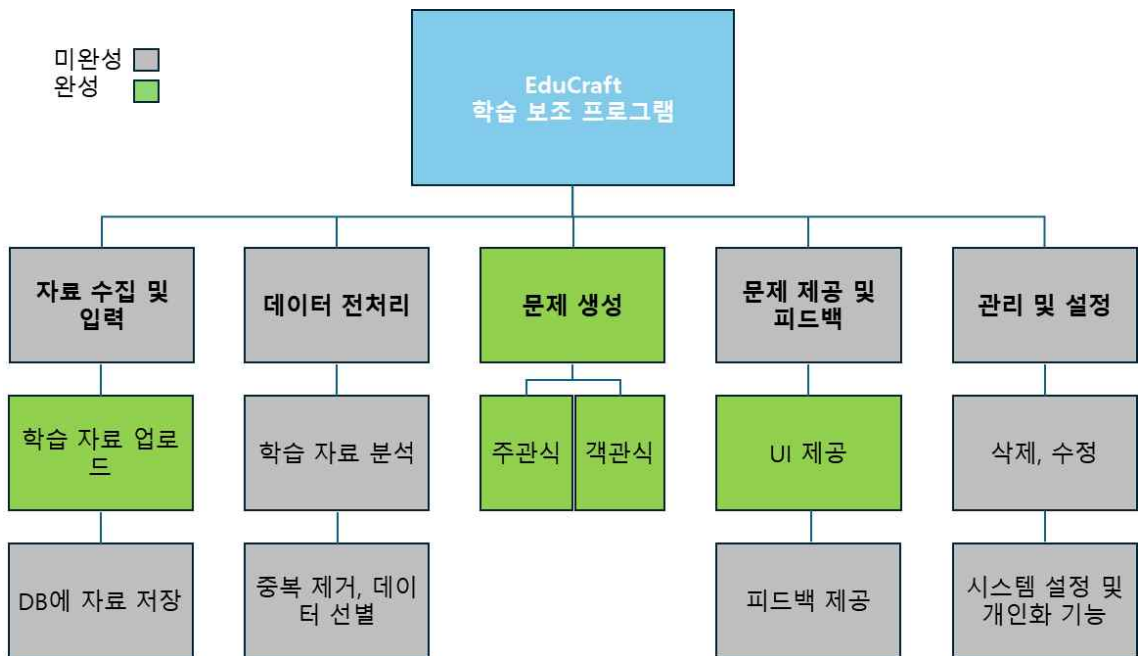 미완성
완성
EduCraft
학습 보조 프로그램
자료 수집 및
입력
데이터 전처리
문제 생성
문제 제공 및
피드백
관리 및 설정
학습 자료 업로
드
학습 자료 분석
주관식
객관식
UI 제공
삭제, 수정
DB에 자료 저장
중복 제거, 데이
터 선별
피드백 제공
시스템 설정 및
개인화 기능